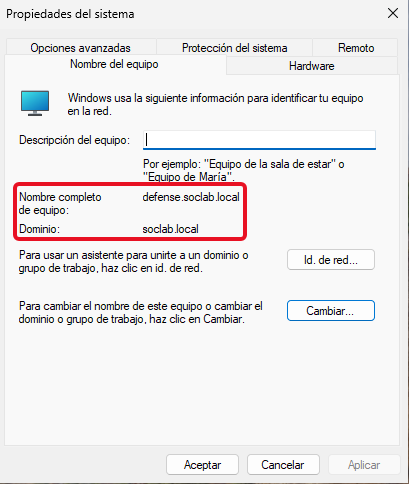 Propiedades del sistema
Opciones avanzadas Protección del sistema Remoto
Nombre del equipo Hardware
Windows usa la siguiente información para identificar tu equipo
en la red.
Descripción del equipo:
Por ejemplo: "Equipo de la sala de estar" o
"Equipo de María".
Nombre completo defense.soclab.local
de equipo:
Dominio: soclab.local
Para usar un asistente para unirte a un dominio o
grupo de trabajo, haz clic en id. de red.
Id. de red...
Para cambiar el nombre de este equipo o cambiar el
dominio o grupo de trabajo, haz clic en Cambiar.
Cambiar...
Aceptar Cancelar Aplicar